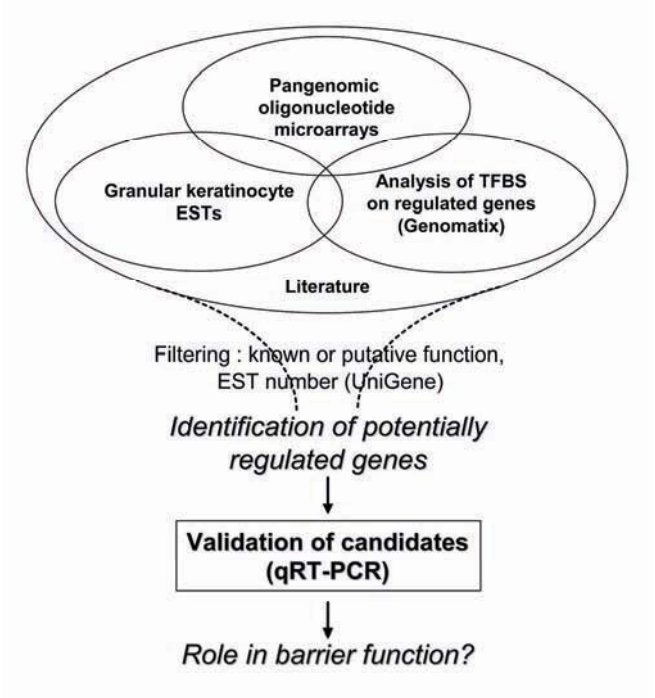 Pangenomic
oligonucleotide
microarrays
Granular keratinocyte
ESTs
Analysis of TFBS
on regulated genes
(Genomatix)
Literature
Filtering : known or putative function,
EST number (UniGene)
Identification of potentially
regulated genes
Validation of candidates
(qRT-PCR)
Role in barrier function?